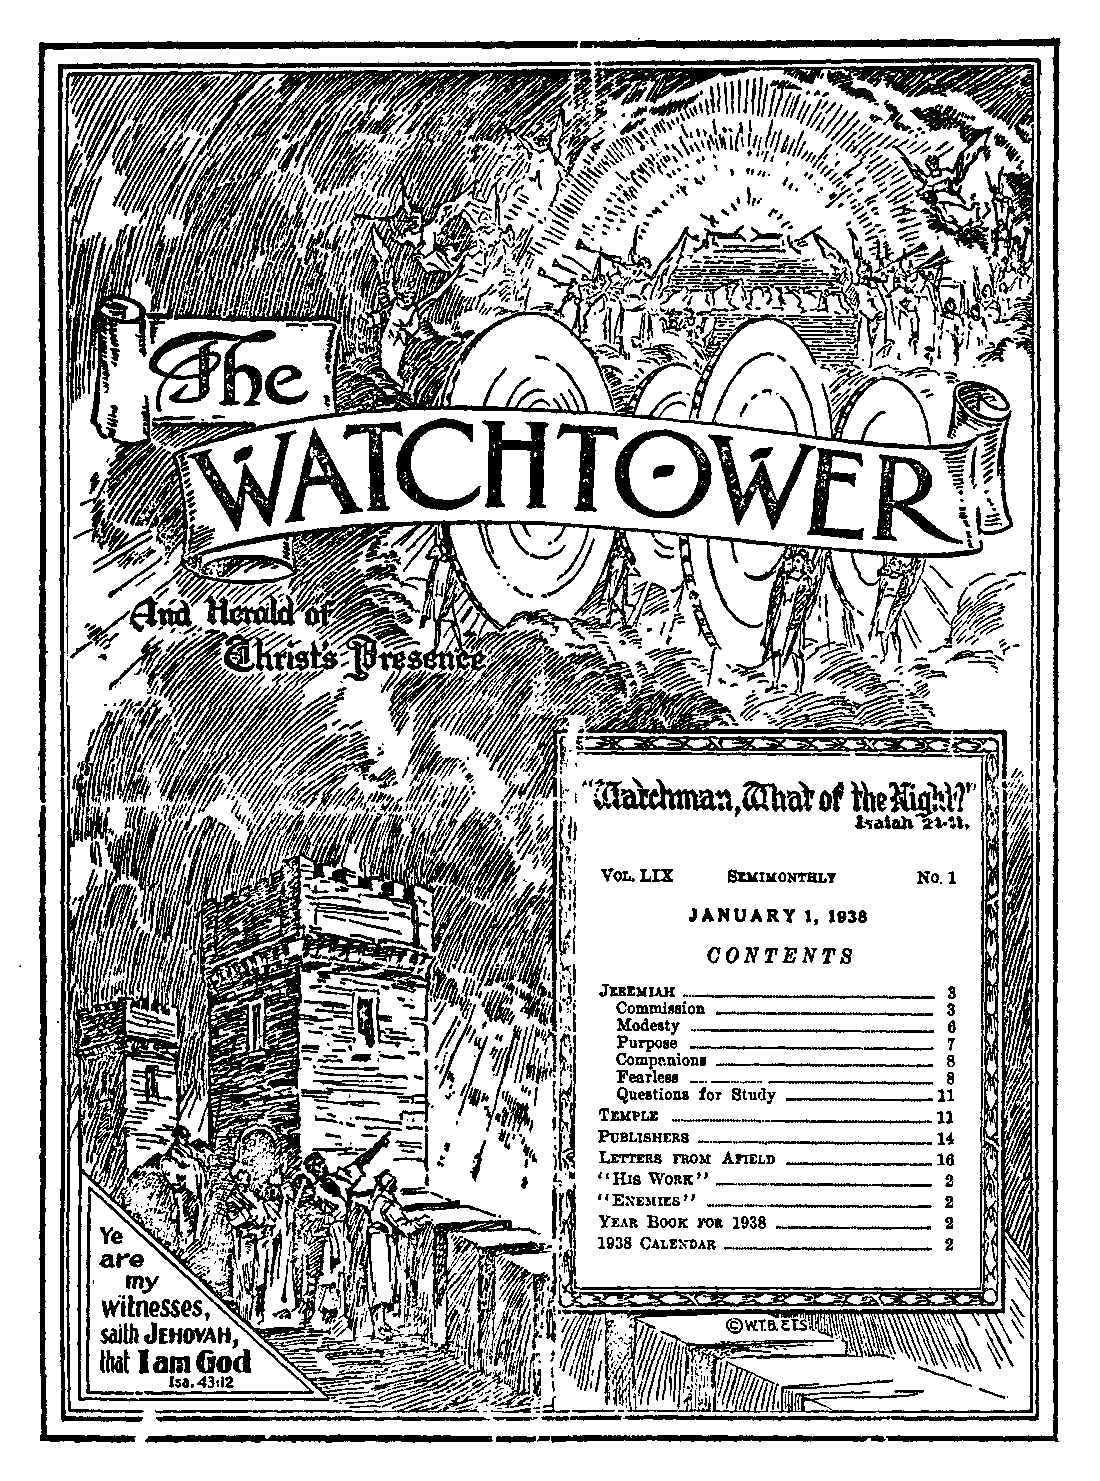 The
WATCHTOWER
And Herald of
Christ's Presence
"Watchman, What of the Night?"
Isaiah 21:11.
VOL. LIX SEMIMONTHLY No. 1
JANUARY 1, 1938
CONTENTS
JEREMIAH 3
Commission 3
Modesty 6
Purpose 7
Companions 8
Fearless 8
Questions for Study 11
TEMPLE 11
PUBLISHERS 14
LETTERS FROM AFIELD 16
"HIS WORK" 2
"ENEMIES" 2
YEAR BOOK FOR 1938 2
1938 CALENDAR 2
©W.T.B.& T.S.
Ye
are
my
witnesses,
saith JEHOVAH,
that I am God
Isa. 43:12